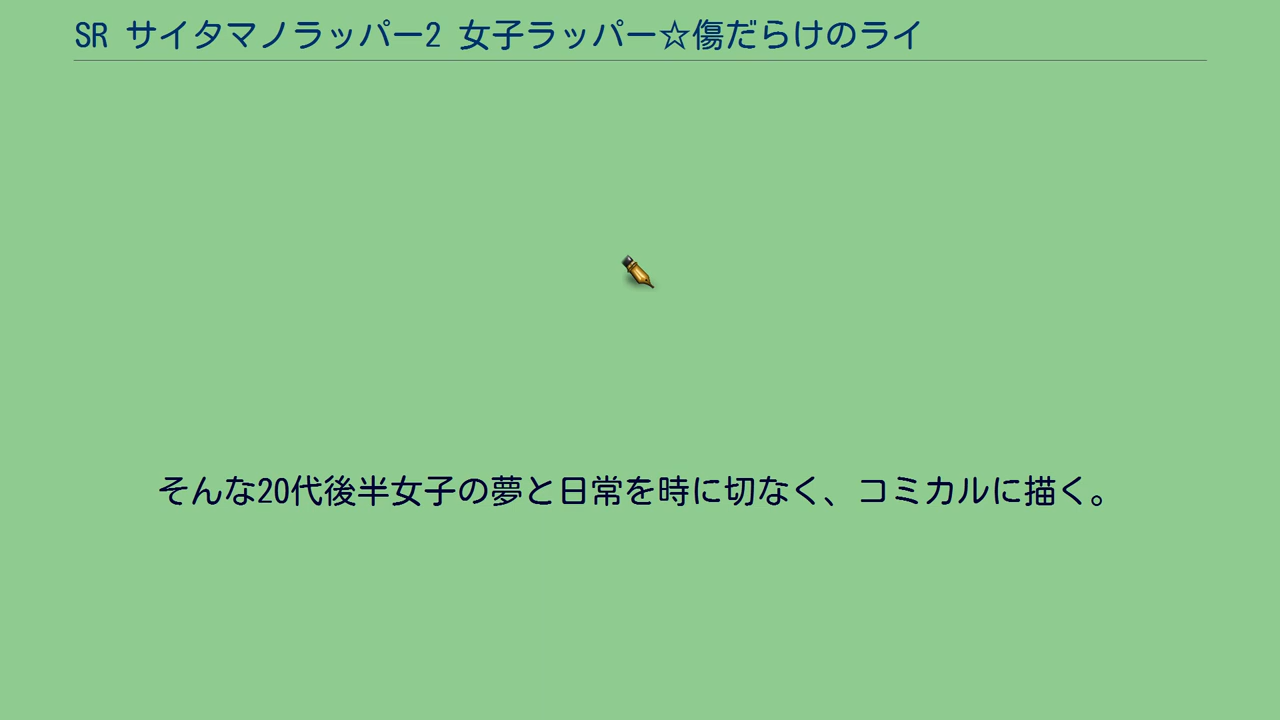 SR サイタマノラッパー2 女子ラッパー☆傷だらけのライ
そんな20代後半女子の夢と日常を時に切なく、コミカルに描く。